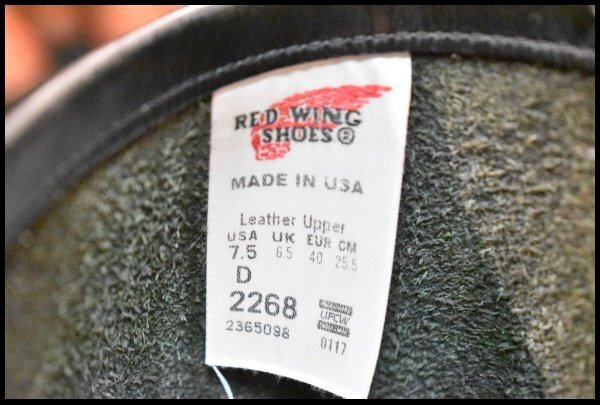 RED WING
SHOES®
MADE IN USA
Leather Upper
USA UK EUR CM
7.5 6.5 40 25.5
D
2268
UFCW
2365098
0117